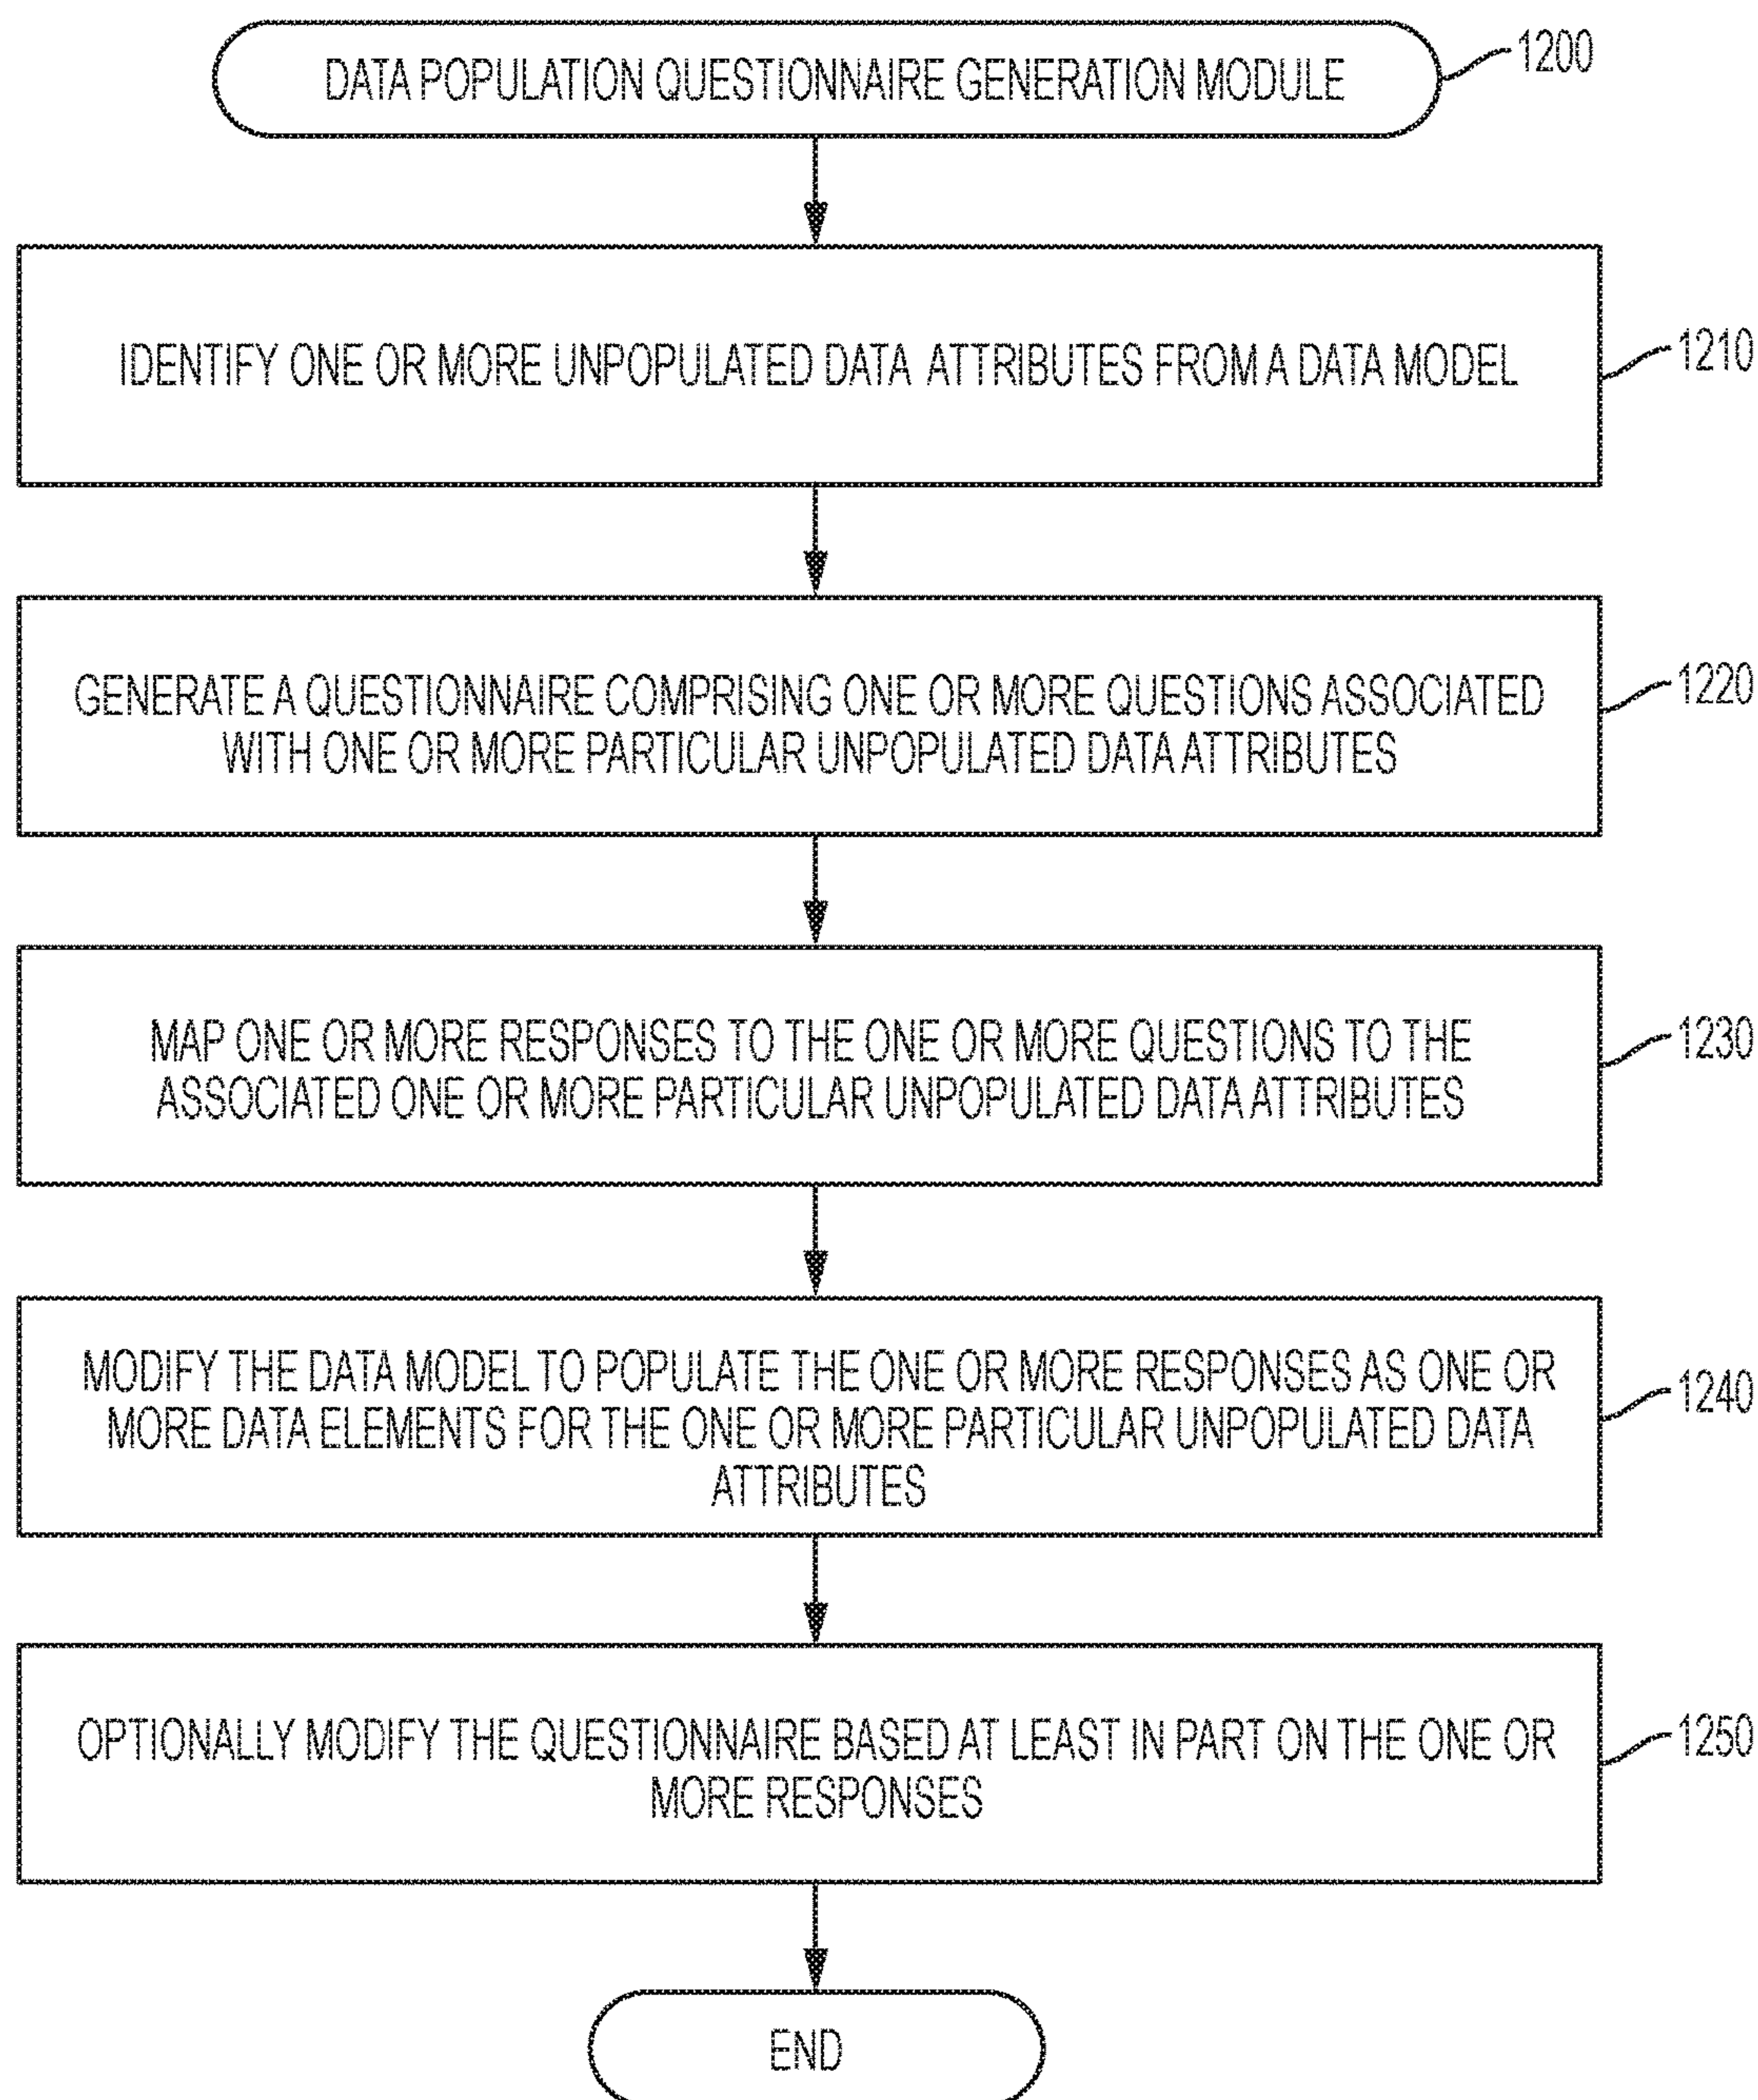 DATA POPULATION QUESTIONNAIRE GENERATION MODULE
1200
IDENTIFY ONE OR MORE UNPOPULATED DATA ATTRIBUTES FROM A DATA MODEL
1210
GENERATE A QUESTIONNAIRE COMPRISING ONE OR MORE QUESTIONS ASSOCIATED
WITH ONE OR MORE PARTICULAR UNPOPULATED DATA ATTRIBUTES
1220
MAP ONE OR MORE RESPONSES TO THE ONE OR MORE QUESTIONS TO THE
ASSOCIATED ONE OR MORE PARTICULAR UNPOPULATED DATA ATTRIBUTES
1230
MODIFY THE DATA MODEL TO POPULATE THE ONE OR MORE RESPONSES AS ONE OR
MORE DATA ELEMENTS FOR THE ONE OR MORE PARTICULAR UNPOPULATED DATA
ATTRIBUTES
1240
OPTIONALLY MODIFY THE QUESTIONNAIRE BASED AT LEAST IN PART ON THE ONE OR
MORE RESPONSES
1250
END